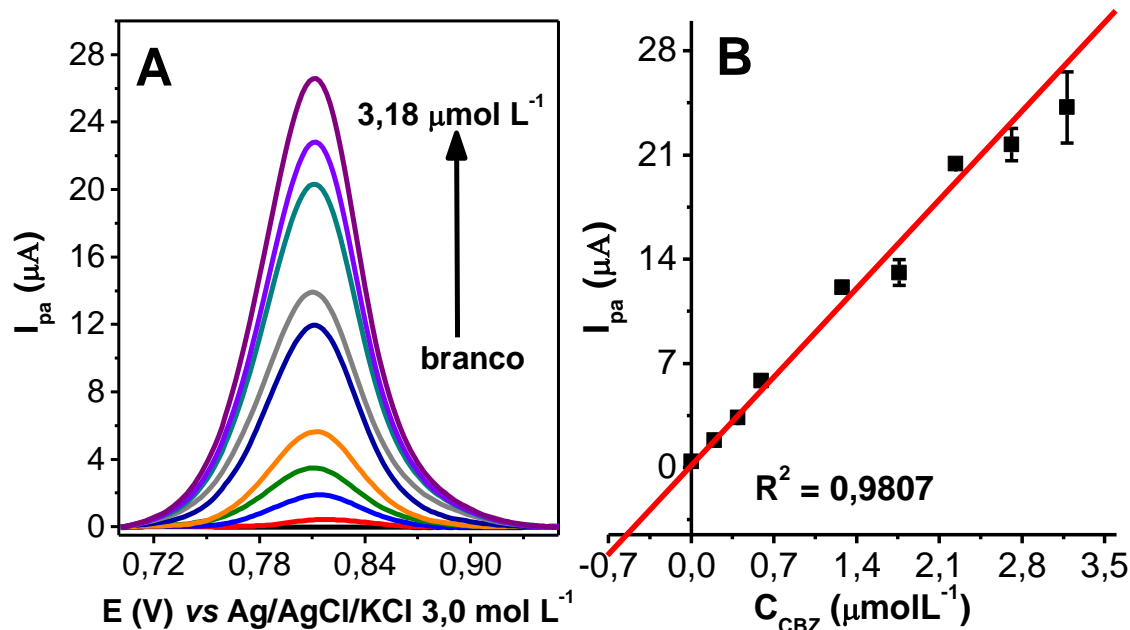 A
28
24
20
16
12
8
4
0
I_pa (μA)
3,18 μmol L⁻¹
branco
0,72 0,78 0,84 0,90
E (V) vs Ag/AgCl/KCl 3,0 mol L⁻¹
B
28
21
14
7
0
I_pa (μA)
R² = 0,9807
-0,7 0,0 0,7 1,4 2,1 2,8 3,5
C_CBZ (μmolL⁻¹)